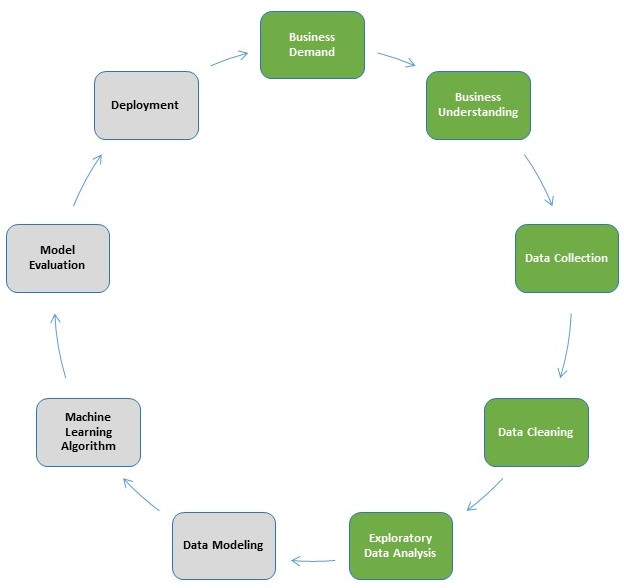 Business
Demand
Business
Understanding
Data Collection
Data Cleaning
Exploratory
Data Analysis
Data Modeling
Machine
Learning
Algorithm
Model
Evaluation
Deployment